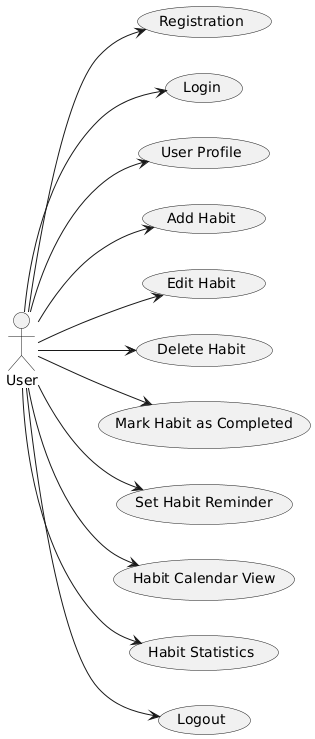 Registration
Login
User Profile
Add Habit
Edit Habit
Delete Habit
User
Mark Habit as Completed
Set Habit Reminder
Habit Calendar View
Habit Statistics
Logout